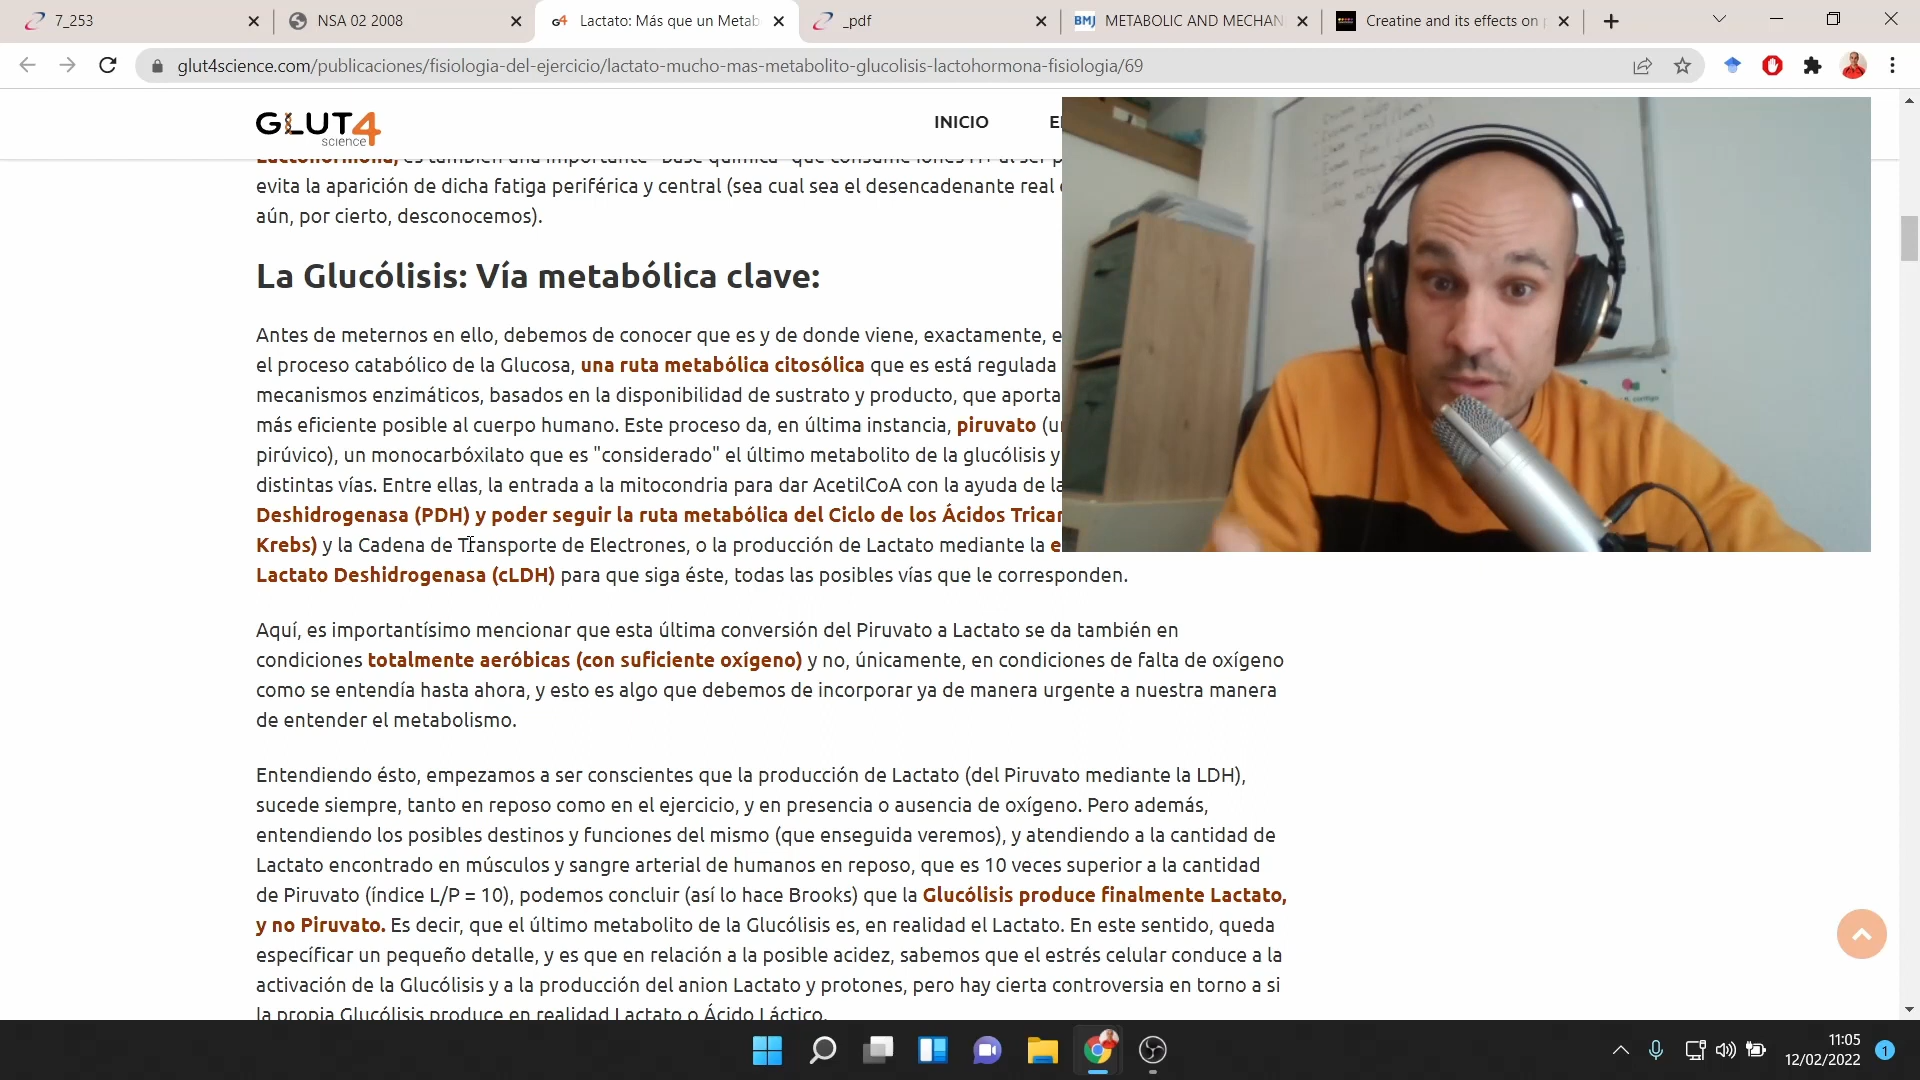 7_253
NSA 02 2008
Lactato: Más que un Metab
_pdf
BMJ METABOLIC AND MECHAN
Creatine and its effects on
glut4science.com/publicaciones/fisiologia-del-ejercicio/lactato-mucho-mas-metabolito-glucolisis-lactohormona-fisiologia/69
GLUT4
science
INICIO
evita la aparición de dicha fatiga periférica y central (sea cual sea el desencadenante real
aún, por cierto, desconocemos).
La Glucólisis: Vía metabólica clave:
Antes de meternos en ello, debemos de conocer que es y de donde viene, exactamente,
el proceso catabólico de la Glucosa, una ruta metabólica citosólica que es está regulada
mecanismos enzimáticos, basados en la disponibilidad de sustrato y producto, que aporta
más eficiente posible al cuerpo humano. Este proceso da, en última instancia, piruvato
pirúvico), un monocarbóxilato que es "considerado" el último metabolito de la glucólisis y
distintas vías. Entre ellas, la entrada a la mitocondria para dar AcetilCoA con la ayuda de la
Deshidrogenasa (PDH) y poder seguir la ruta metabólica del Ciclo de los Ácidos Tricar
Krebs) y la Cadena de Transporte de Electrones, o la producción de Lactato mediante la
Lactato Deshidrogenasa (cLDH) para que siga éste, todas las posibles vías que le corresponden.
Aquí, es importantísimo mencionar que esta última conversión del Piruvato a Lactato se da también en
condiciones totalmente aeróbicas (con suficiente oxígeno) y no, únicamente, en condiciones de falta de oxígeno
como se entendía hasta ahora, y esto es algo que debemos de incorporar ya de manera urgente a nuestra manera
de entender el metabolismo.
Entendiendo ésto, empezamos a ser conscientes que la producción de Lactato (del Piruvato mediante la LDH),
sucede siempre, tanto en reposo como en el ejercicio, y en presencia o ausencia de oxígeno. Pero además,
entendiendo los posibles destinos y funciones del mismo (que enseguida veremos), y atendiendo a la cantidad de
Lactato encontrado en músculos y sangre arterial de humanos en reposo, que es 10 veces superior a la cantidad
de Piruvato (índice L/P = 10), podemos concluir (así lo hace Brooks) que la Glucólisis produce finalmente Lactato,
y no Piruvato. Es decir, que el último metabolito de la Glucólisis es, en realidad el Lactato. En este sentido, queda
específicar un pequeño detalle, y es que en relación a la posible acidez, sabemos que el estrés celular conduce a la
activación de la Glucólisis y a la producción del anion Lactato y protones, pero hay cierta controversia en torno a si
la propia Glucólisis produce en realidad Lactato o Ácido Láctico.
11:05
12/02/2022
1